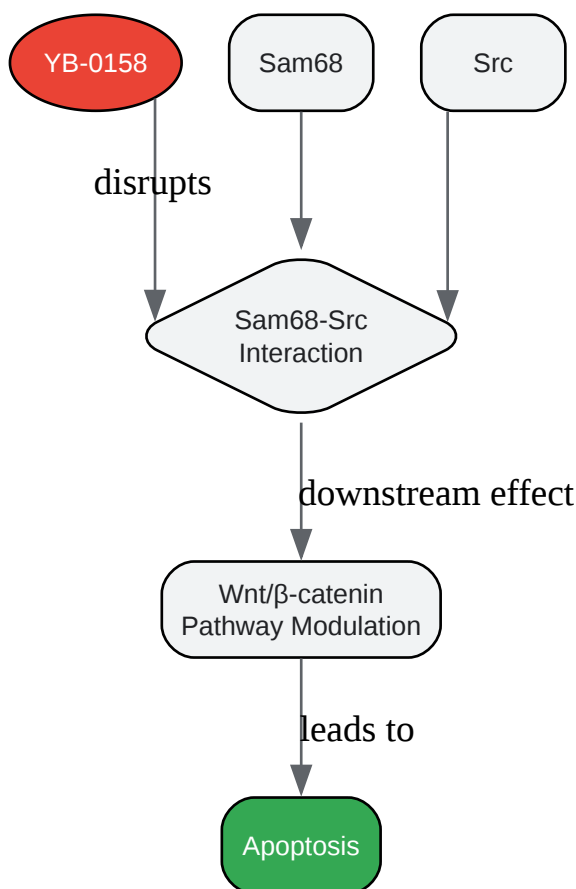 YB-0158
Sam68
Src
disrupts
Sam68-Src
Interaction
downstream effect
Wnt/β-catenin
Pathway Modulation
leads to
Apoptosis